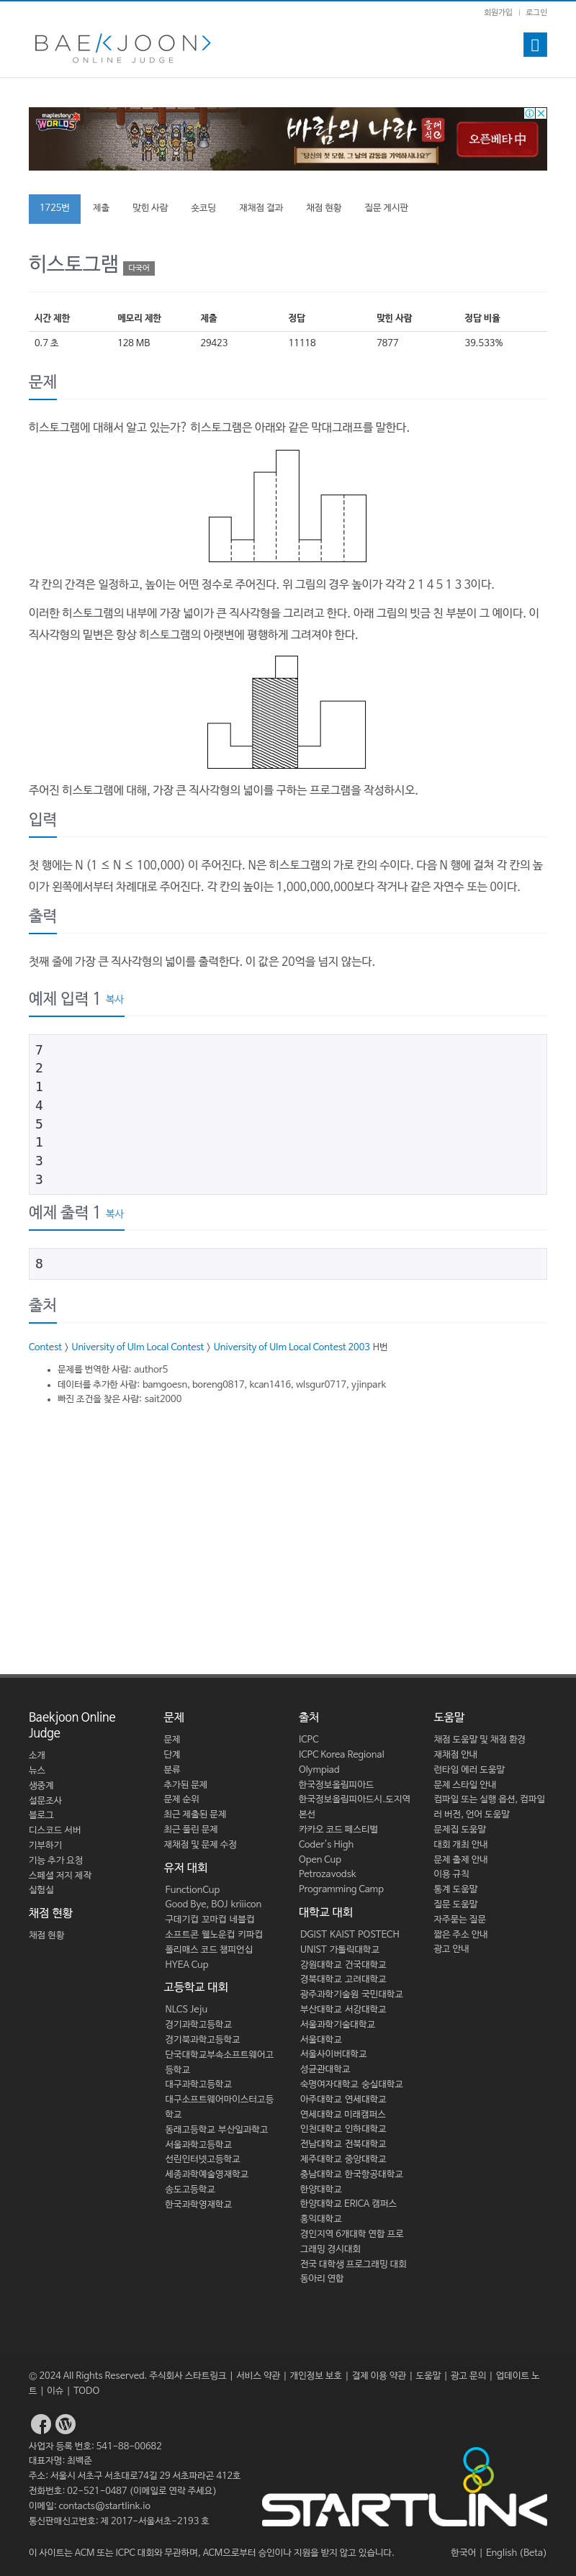 회원가입 | 로그인
BAEKJOON>
ONLINE JUDGE
maplestory
WORLDS
바람의 나라 클래식
"당신의 첫 모험, 그 날의 감동을 기억하시나요?"
오픈베타 中
1725번 제출 맞힌 사람 숏코딩 재채점 결과 채점 현황 질문 게시판
히스토그램 다국어
시간 제한 메모리 제한 제출 정답 맞힌 사람 정답 비율
0.7 초 128 MB 29423 11118 7877 39.533%
문제
히스토그램에 대해서 알고 있는가? 히스토그램은 아래와 같은 막대그래프를 말한다.
각 칸의 간격은 일정하고, 높이는 어떤 정수로 주어진다. 위 그림의 경우 높이가 각각 2 1 4 5 1 3 3이다.
이러한 히스토그램의 내부에 가장 넓이가 큰 직사각형을 그리려고 한다. 아래 그림의 빗금 친 부분이 그 예이다. 이
직사각형의 밑변은 항상 히스토그램의 아랫변에 평행하게 그려져야 한다.
주어진 히스토그램에 대해, 가장 큰 직사각형의 넓이를 구하는 프로그램을 작성하시오.
입력
첫 행에는 N (1 ≤ N ≤ 100,000) 이 주어진다. N은 히스토그램의 가로 칸의 수이다. 다음 N 행에 걸쳐 각 칸의 높
이가 왼쪽에서부터 차례대로 주어진다. 각 칸의 높이는 1,000,000,000보다 작거나 같은 자연수 또는 0이다.
출력
첫째 줄에 가장 큰 직사각형의 넓이를 출력한다. 이 값은 20억을 넘지 않는다.
예제 입력 1 복사
7
2
1
4
5
1
3
3
예제 출력 1 복사
8
출처
Contest > University of Ulm Local Contest > University of Ulm Local Contest 2003 H번
• 문제를 번역한 사람: author5
• 데이터를 추가한 사람: bamgoesn, boreng0817, kcan1416, wlsgur0717, yjinpark
• 빠진 조건을 찾은 사람: sait2000
Baekjoon Online
Judge
소개
뉴스
생중계
설문조사
블로그
디스코드 서버
기부하기
기능 추가 요청
스페셜 저지 제작
실험실
채점 현황
채점 현황
문제
문제
단계
분류
추가된 문제
문제 순위
최근 제출된 문제
최근 풀린 문제
재채점 및 문제 수정
유저 대회
FunctionCup
Good Bye, BOJ kriiicon
구데기컵 꼬마컵 네블컵
소프트콘 웰노운컵 키파컵
폴리매스 코드 챔피언십
HYEA Cup
고등학교 대회
NLCS Jeju
경기과학고등학교
경기북과학고등학교
단국대학교부속소프트웨어고
등학교
대구과학고등학교
대구소프트웨어마이스터고등
학교
동래고등학교 부산일과학고
서울과학고등학교
선린인터넷고등학교
세종과학예술영재학교
송도고등학교
한국과학영재학교
출처
ICPC
ICPC Korea Regional
Olympiad
한국정보올림피아드
한국정보올림피아드시.도지역
본선
카카오 코드 페스티벌
Coder's High
Open Cup
Petrozavodsk
Programming Camp
대학교 대회
DGIST KAIST POSTECH
UNIST 가톨릭대학교
강원대학교 건국대학교
경북대학교 고려대학교
광주과학기술원 국민대학교
부산대학교 서강대학교
서울과학기술대학교
서울대학교
서울사이버대학교
성균관대학교
숙명여자대학교 숭실대학교
아주대학교 연세대학교
연세대학교 미래캠퍼스
인천대학교 인하대학교
전남대학교 전북대학교
제주대학교 중앙대학교
충남대학교 한국항공대학교
한양대학교
한양대학교 ERICA 캠퍼스
홍익대학교
경인지역 6개대학 연합 프로
그래밍 경시대회
전국 대학생 프로그래밍 대회
동아리 연합
도움말
채점 도움말 및 채점 환경
재채점 안내
런타임 에러 도움말
문제 스타일 안내
컴파일 또는 실행 옵션, 컴파일
러 버전, 언어 도움말
문제집 도움말
대회 개최 안내
문제 출제 안내
이용 규칙
통계 도움말
질문 도움말
자주묻는 질문
짧은 주소 안내
광고 안내
© 2024 All Rights Reserved. 주식회사 스타트링크 | 서비스 약관 | 개인정보 보호 | 결제 이용 약관 | 도움말 | 광고 문의 | 업데이트 노
트 | 이슈 | TODO
사업자 등록 번호: 541-88-00682
대표자명: 최백준
주소: 서울시 서초구 서초대로74길 29 서초파라곤 412호
전화번호: 02-521-0487 (이메일로 연락 주세요)
이메일: contacts@startlink.io
통신판매신고번호: 제 2017-서울서초-2193 호
STARTLINK
이 사이트는 ACM 또는 ICPC 대회와 무관하며, ACM으로부터 승인이나 지원을 받지 않고 있습니다.
한국어 | English (Beta)